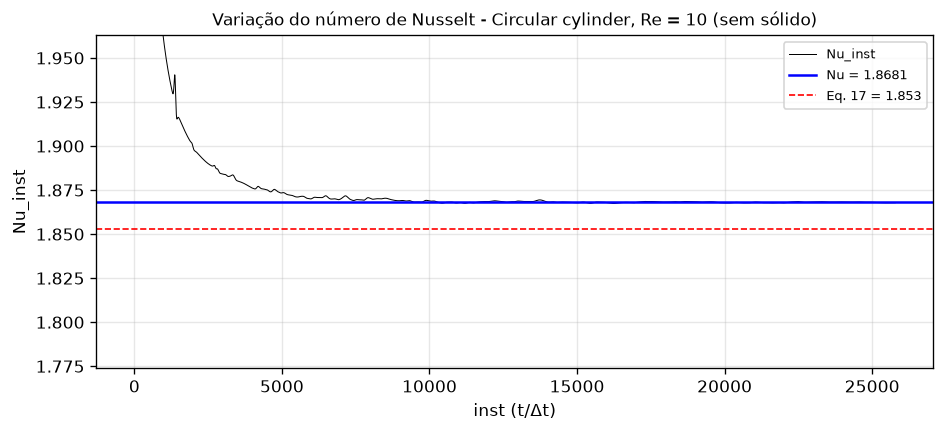 Variação do número de Nusselt - Circular cylinder, Re = 10 (sem sólido)
Nu_inst
Nu = 1.8681
Eq. 17 = 1.853
1.950
1.925
1.900
1.875
1.850
1.825
1.800
1.775
Nu_inst
0
5000
10000
15000
20000
25000
inst (t/Δt)